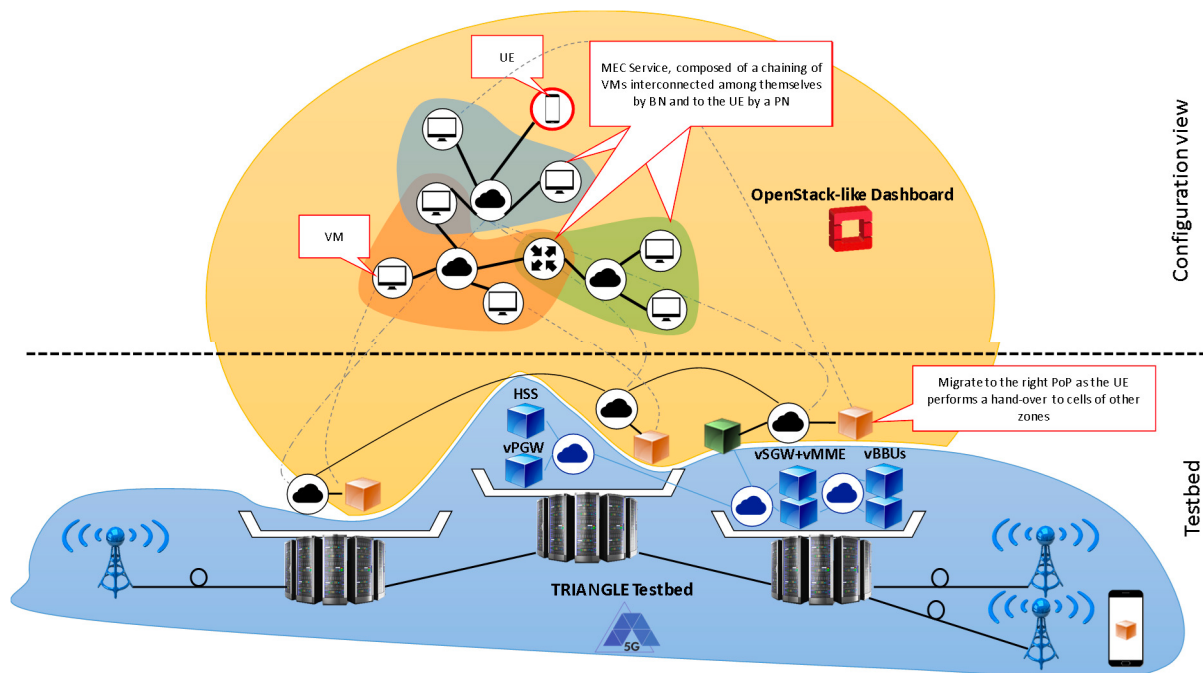 UE
MEC Service, composed of a chaining of
VMs interconnected among themselves
by BN and to the UE by a PN
Configuration view
OpenStack-like Dashboard
VM
Migrate to the right PoP as the UE
performs a hand-over to cells of other
zones
HSS
vPGW
vSGW+vMME
vBBUs
Testbed
TRIANGLE Testbed
5G